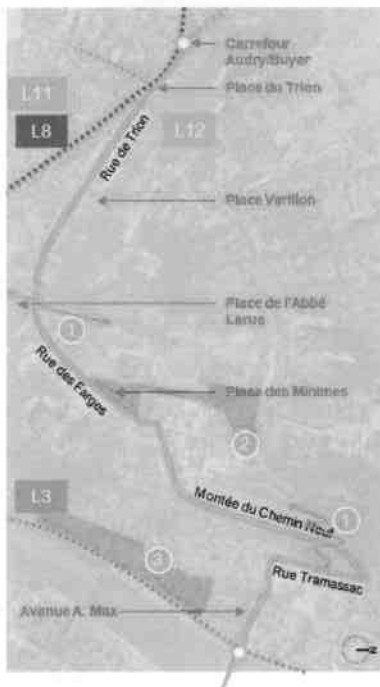 Carrefour
Audry/Buyer
Place du Trion
L11
L8
L12
Rue de Trion
Place Varillon
Place de l'Abbé
Larue
1
Rue des Farges
Place des Minimes
2
Montée du Chemin Neuf
1
L3
3
Rue Tramassac
Avenue A. Max